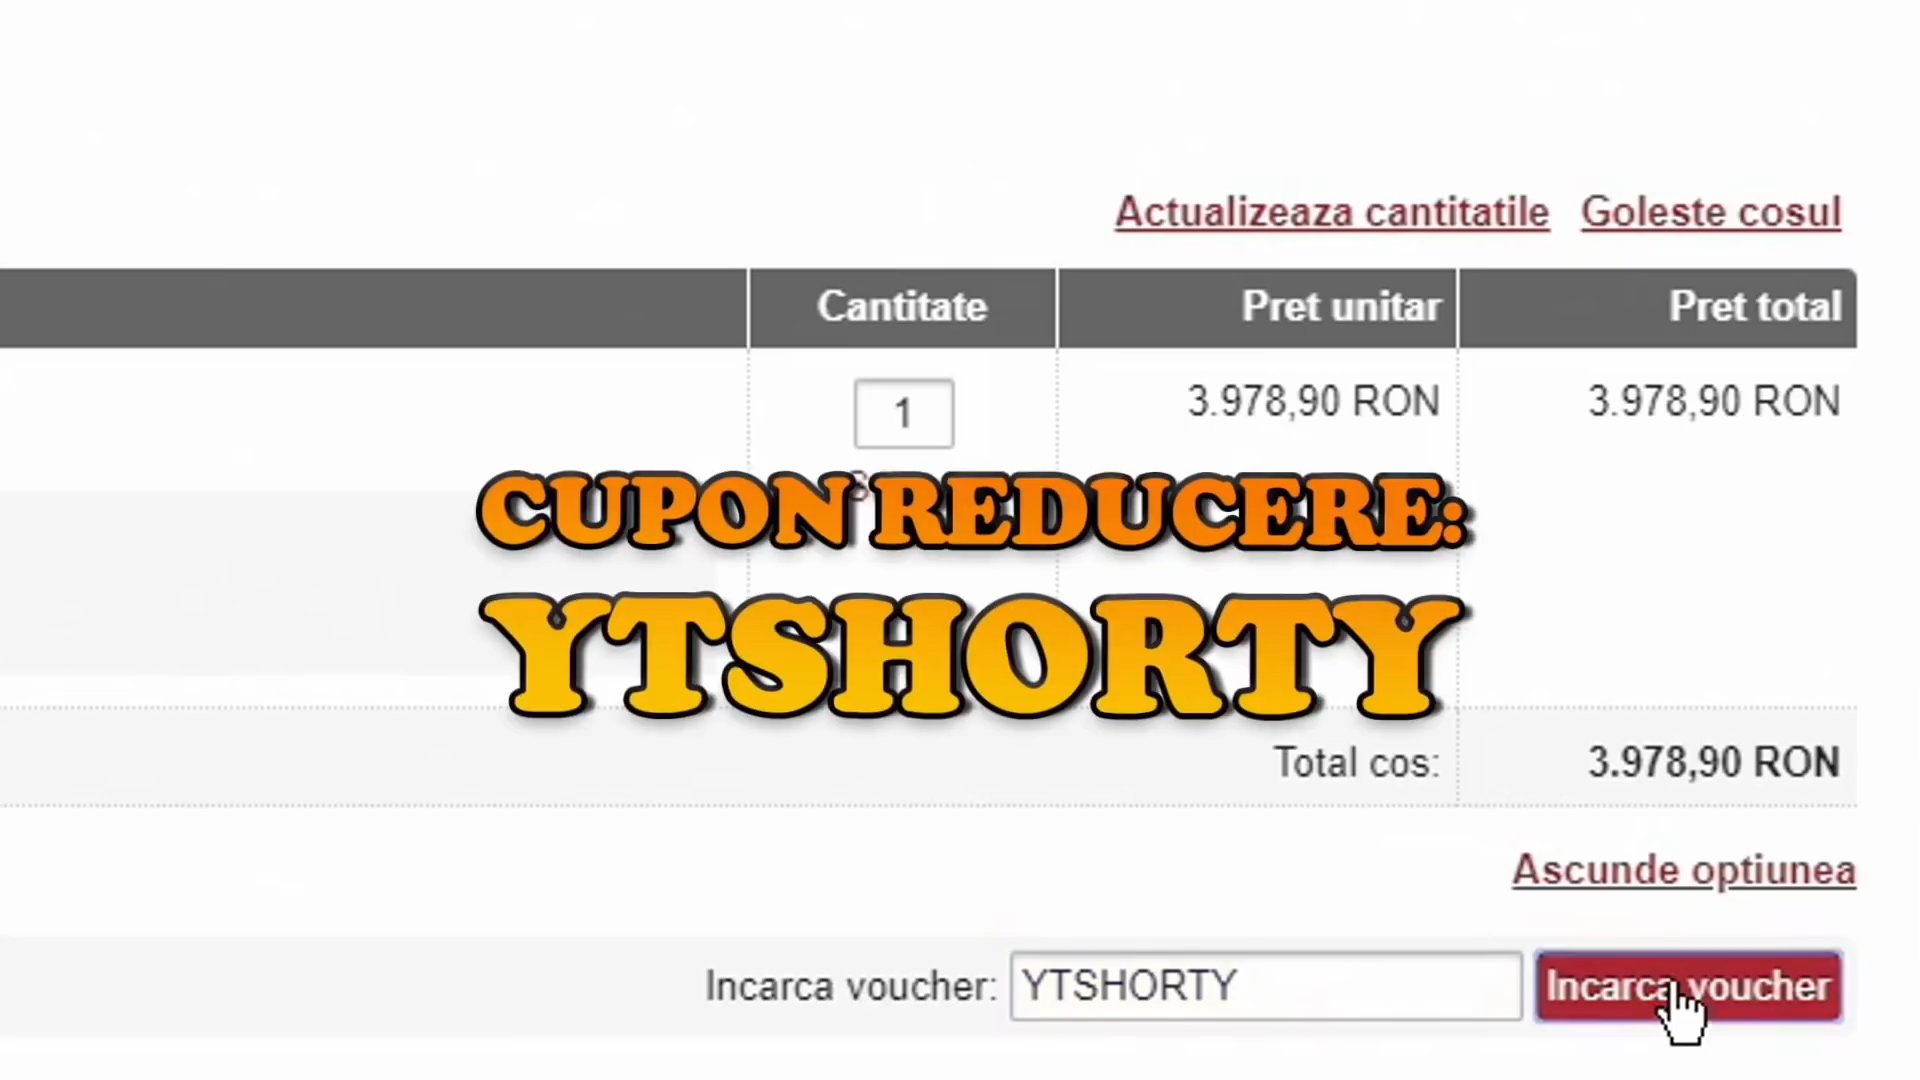 Actualizeaza cantitatile Goleste cosul
Cantitate Pret unitar Pret total
1 3.978,90 RON 3.978,90 RON
CUPON REDUCERE:
YTSHORTY
Total cos: 3.978,90 RON
Ascunde optiunea
Incarca voucher: YTSHORTY Incarca voucher